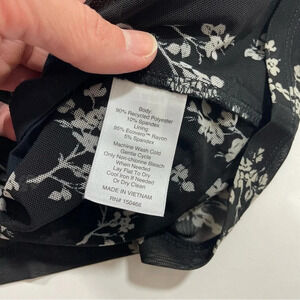 Body:
90% Recycled Polyester
10% Spandex
Lining:
95% Ecovero™ Rayon
5% Spandex
Machine Wash Cold
Gentle Cycle
Only Non-chlorine Bleach
When Needed
Lay Flat To Dry
Cool Iron If Needed
Or Dry Clean
MADE IN VIETNAM
RN# 150466